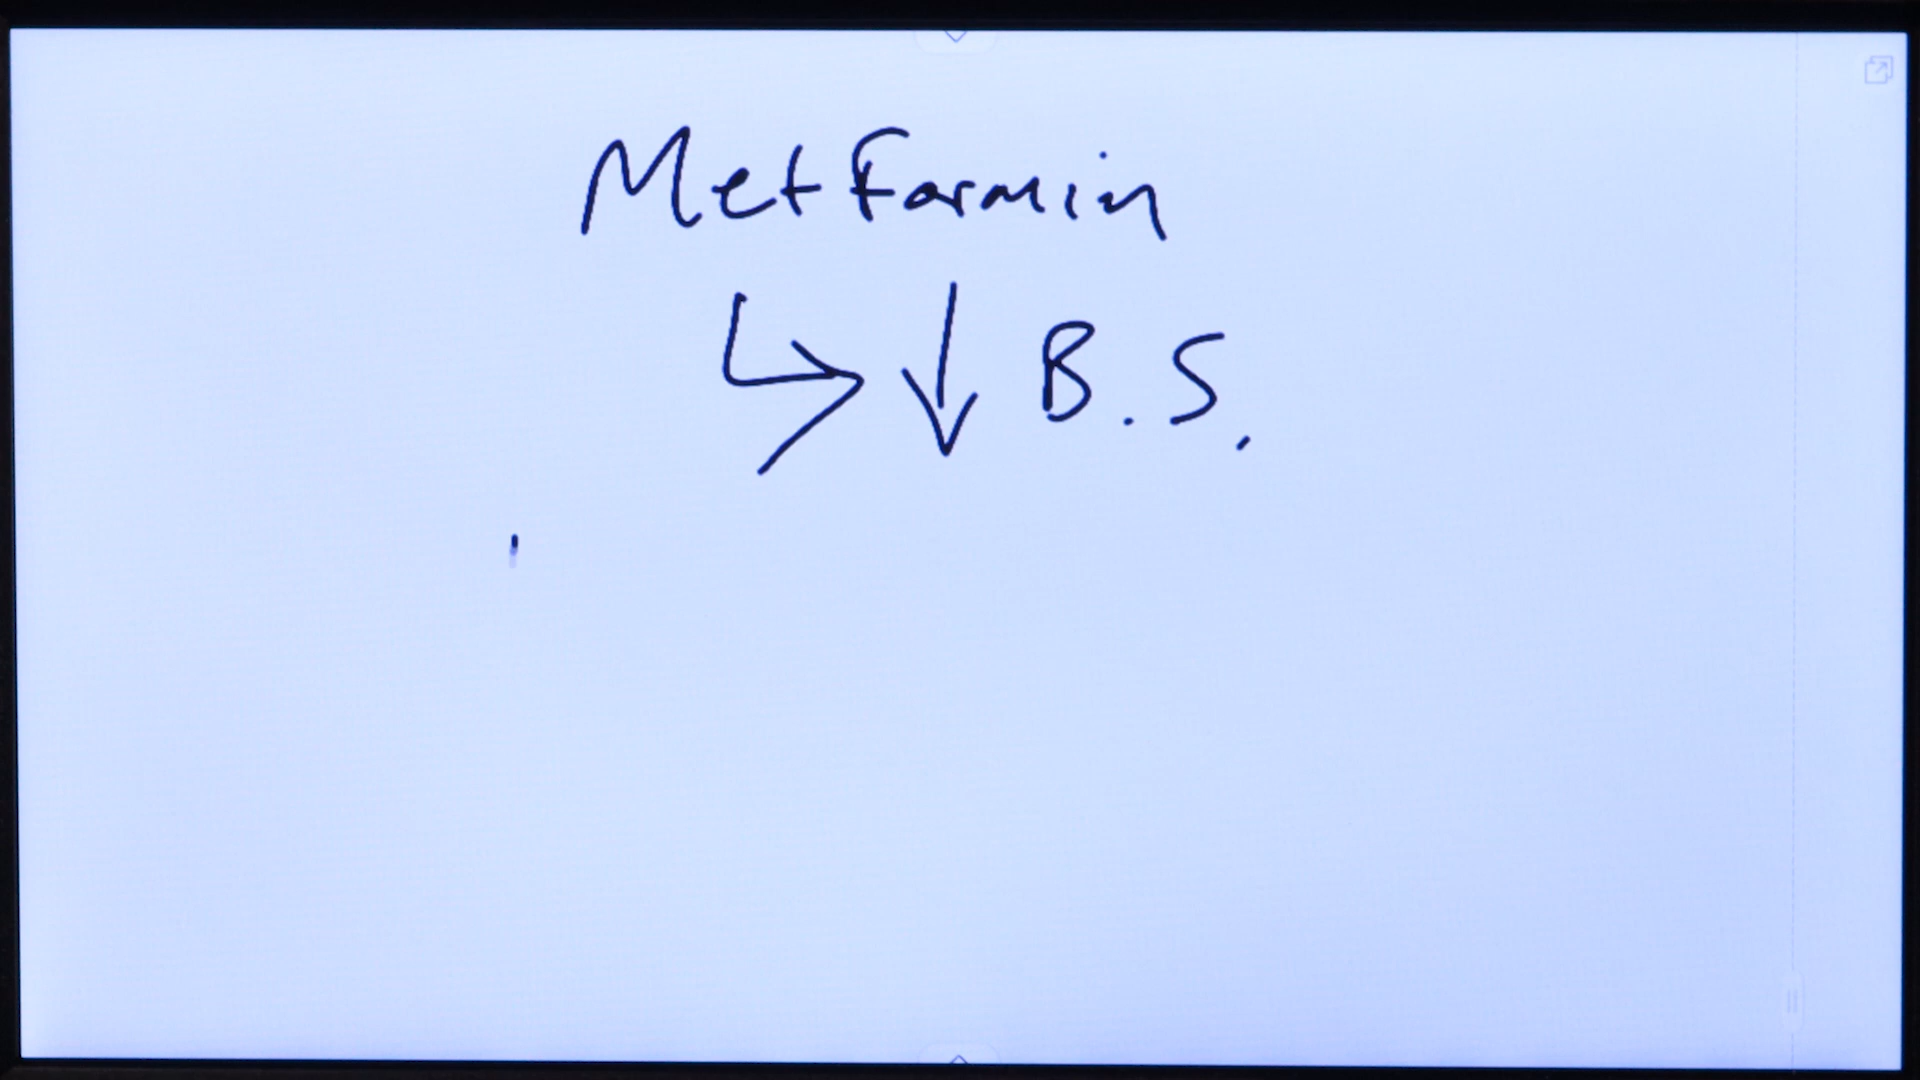 Metformin
↳ ↓ B.S.